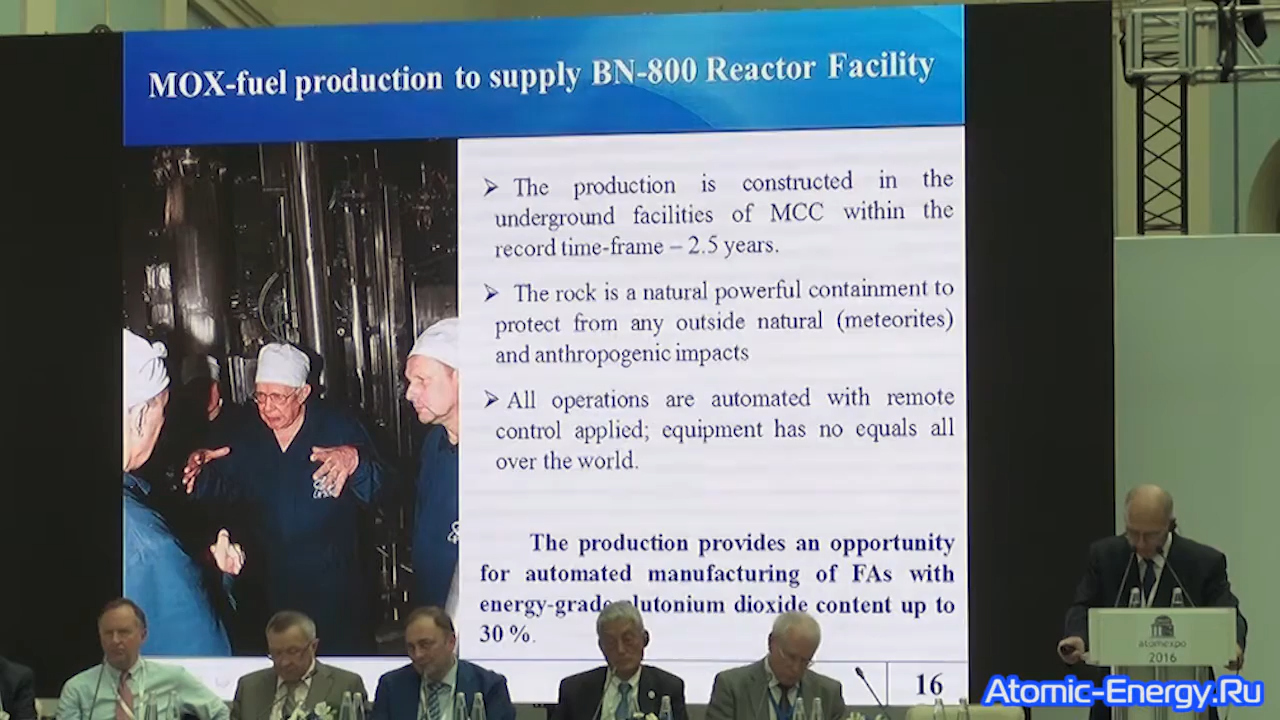 MOX-fuel production to supply BN-800 Reactor Facility
➢ The production is constructed in the
underground facilities of MCC within the
record time-frame – 2.5 years.
➢ The rock is a natural powerful containment to
protect from any outside natural (meteorites)
and anthropogenic impacts
➢ All operations are automated with remote
control applied; equipment has no equals all
over the world.
The production provides an opportunity
for automated manufacturing of FAs with
energy-grade dioxide content up to
30 %.
16
atomexpo
2016
Atomic-Energy.Ru